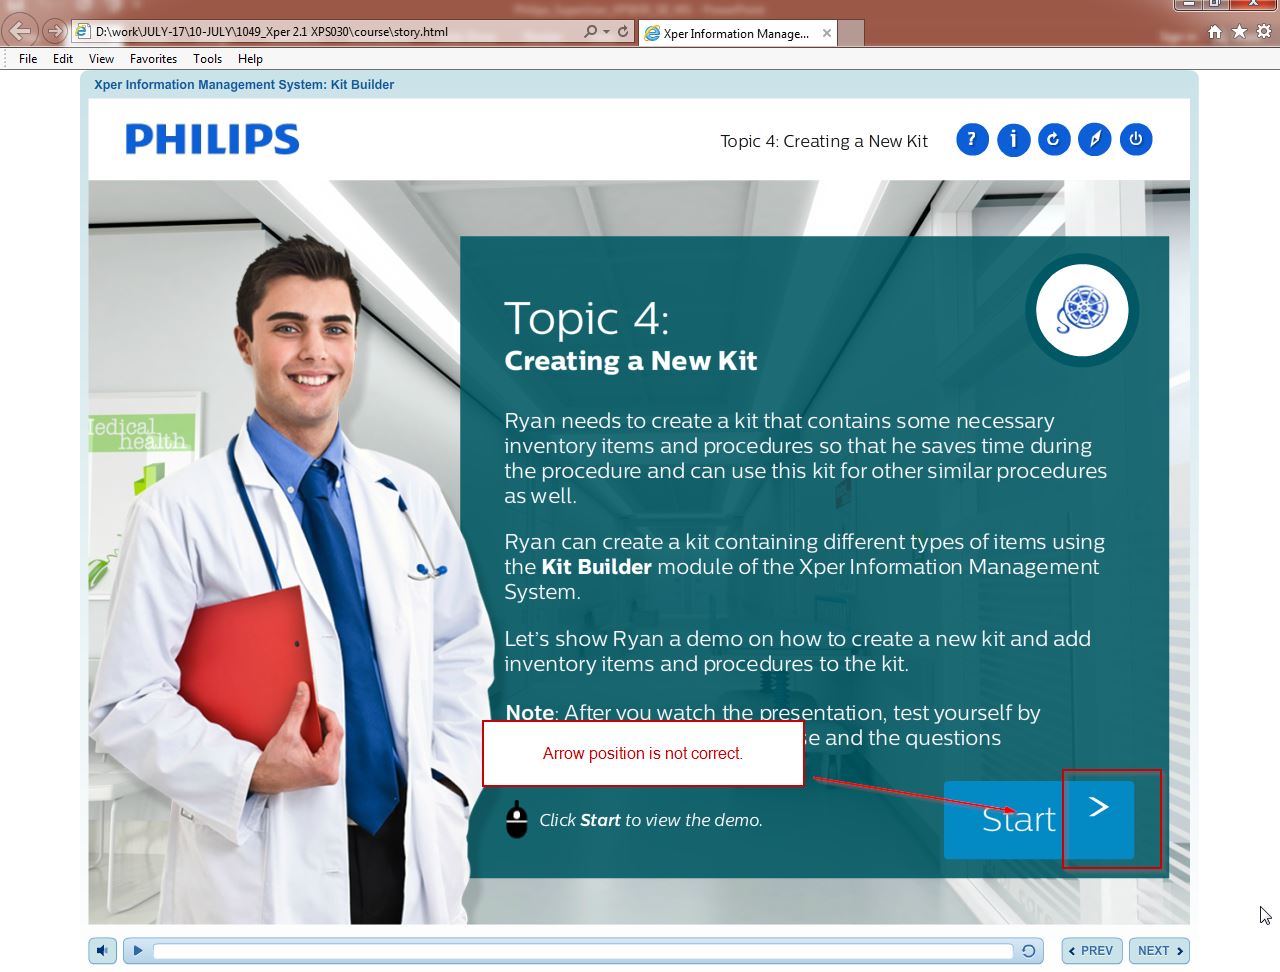 D:\work\JULY-17\10-JULY\1049_Xper 2.1 XPS030\course\story.html
Xper Information Manage...
File Edit View Favorites Tools Help
Xper Information Management System: Kit Builder
PHILIPS
Topic 4: Creating a New Kit
Medical
health
Topic 4:
Creating a New Kit
Ryan needs to create a kit that contains some necessary
inventory items and procedures so that he saves time during
the procedure and can use this kit for other similar procedures
as well.
Ryan can create a kit containing different types of items using
the Kit Builder module of the Xper Information Management
System.
Let's show Ryan a demo on how to create a new kit and add
inventory items and procedures to the kit.
Note: After you watch the presentation, test yourself by
and the questions
Arrow position is not correct.
Click Start to view the demo.
Start >
PREV NEXT